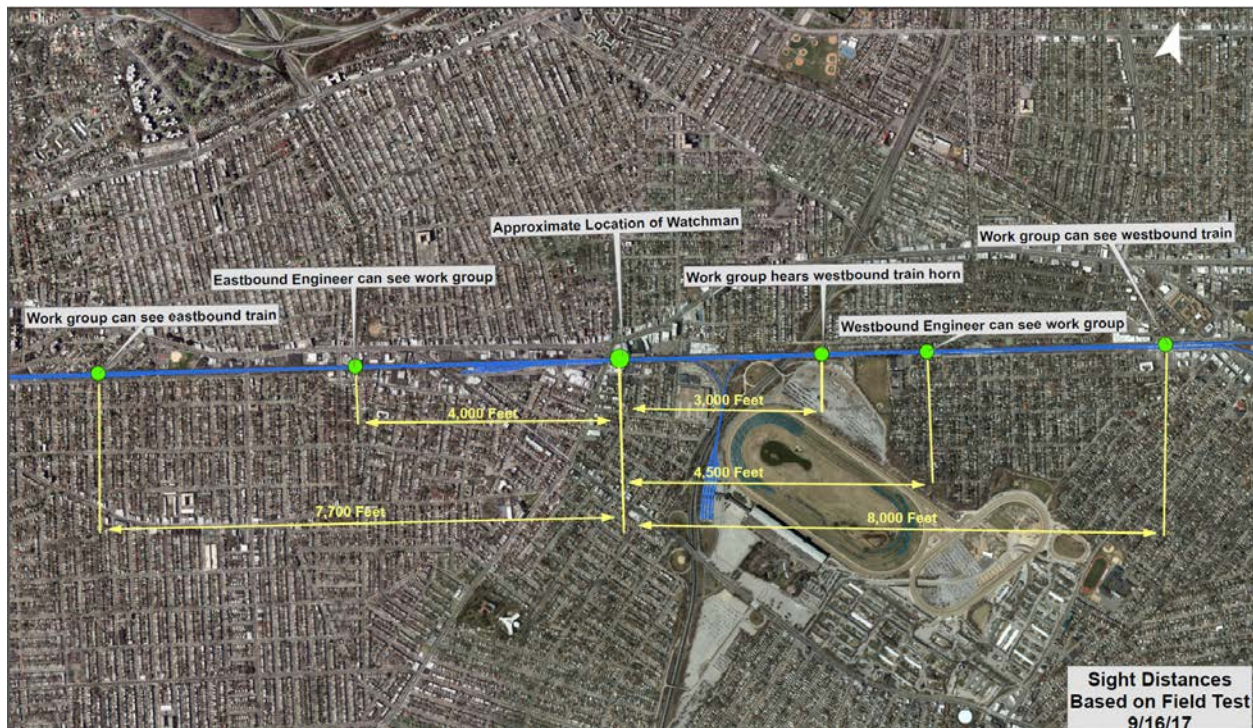 Approximate Location of Watchman
Work group can see westbound train
Eastbound Engineer can see work group
Work group hears westbound train horn
Work group can see eastbound train
Westbound Engineer can see work group
3,000 Feet
4,000 Feet
4,500 Feet
7,700 Feet
8,000 Feet
Sight Distances
Based on Field Test
9/16/17